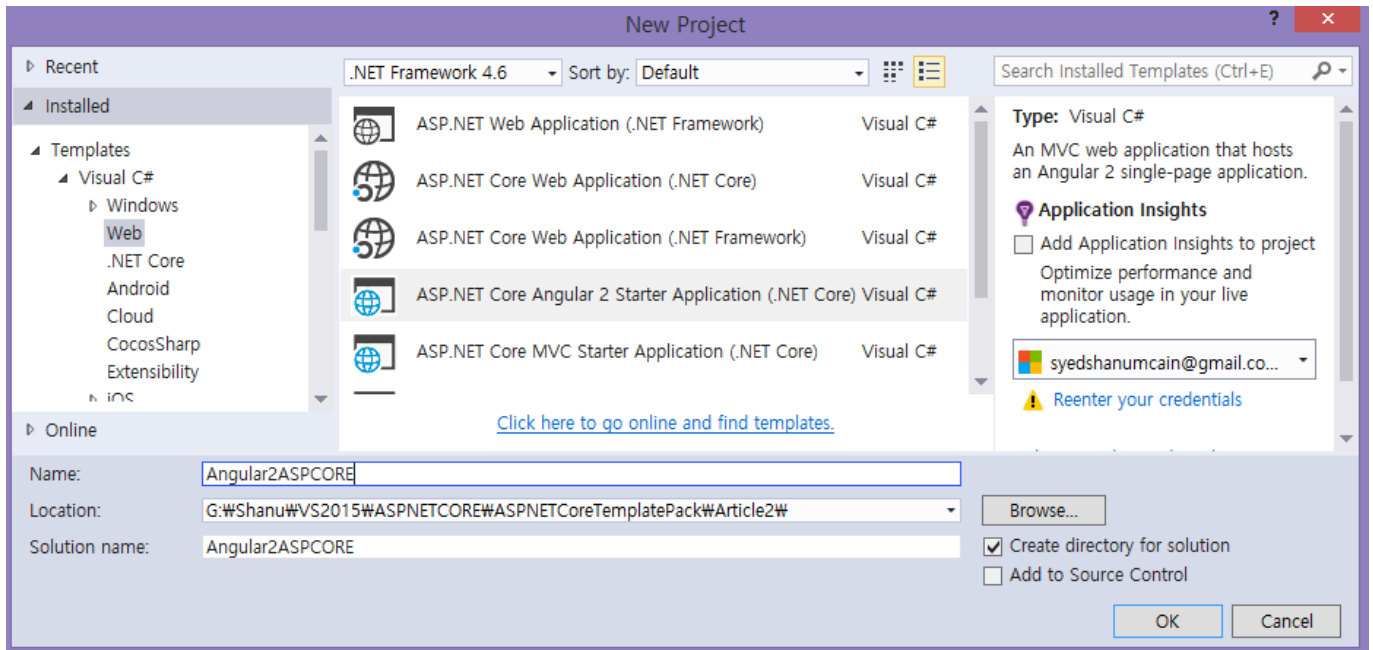 New Project
?
Recent
Installed
Templates
Visual C#
Windows
Web
.NET Core
Android
Cloud
CocosSharp
Extensibility
iOS
Online
.NET Framework 4.6
Sort by: Default
ASP.NET Web Application (.NET Framework) Visual C#
ASP.NET Core Web Application (.NET Core) Visual C#
ASP.NET Core Web Application (.NET Framework) Visual C#
ASP.NET Core Angular 2 Starter Application (.NET Core) Visual C#
ASP.NET Core MVC Starter Application (.NET Core) Visual C#
Click here to go online and find templates.
Search Installed Templates (Ctrl+E)
Type: Visual C#
An MVC web application that hosts
an Angular 2 single-page application.
Application Insights
Add Application Insights to project
Optimize performance and
monitor usage in your live
application.
syedshanumcain@gmail.co...
Reenter your credentials
Name: Angular2ASPCORE
Location: G:₩Shanu₩VS2015₩ASPNETCORE₩ASPNETCoreTemplatePack₩Article2₩
Browse...
Solution name: Angular2ASPCORE
Create directory for solution
Add to Source Control
OK
Cancel